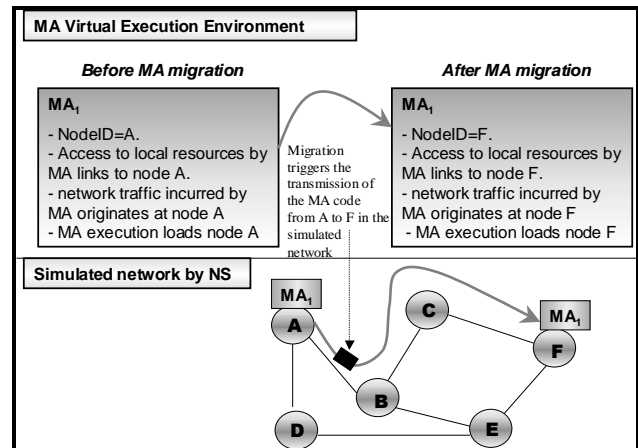 MA Virtual Execution Environment
Before MA migration
After MA migration
MA1
- NodeID=A.
- Access to local resources by
MA links to node A.
- network traffic incurred by
MA originates at node A
- MA execution loads node A
Migration
triggers the
transmission of
the MA code
from A to F in the
simulated
network
MA1
- NodeID=F.
- Access to local resources by
MA links to node F.
- network traffic incurred by
MA originates at node F
- MA execution loads node F
Simulated network by NS
MA1
A
C
MA1
F
B
D
E